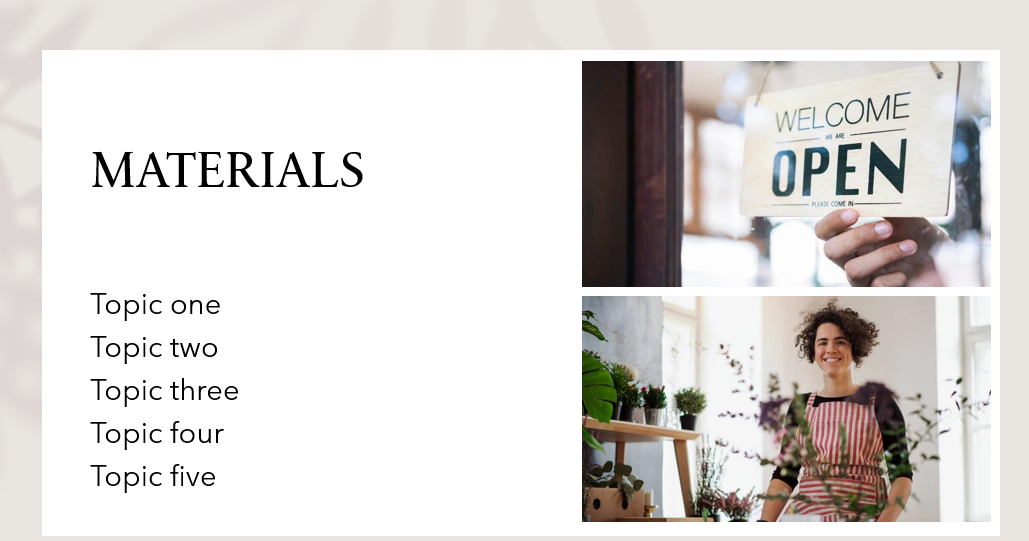 MATERIALS
Topic one
Topic two
Topic three
Topic four
Topic five
WELCOME
WE ARE
OPEN
PLEASE COME IN